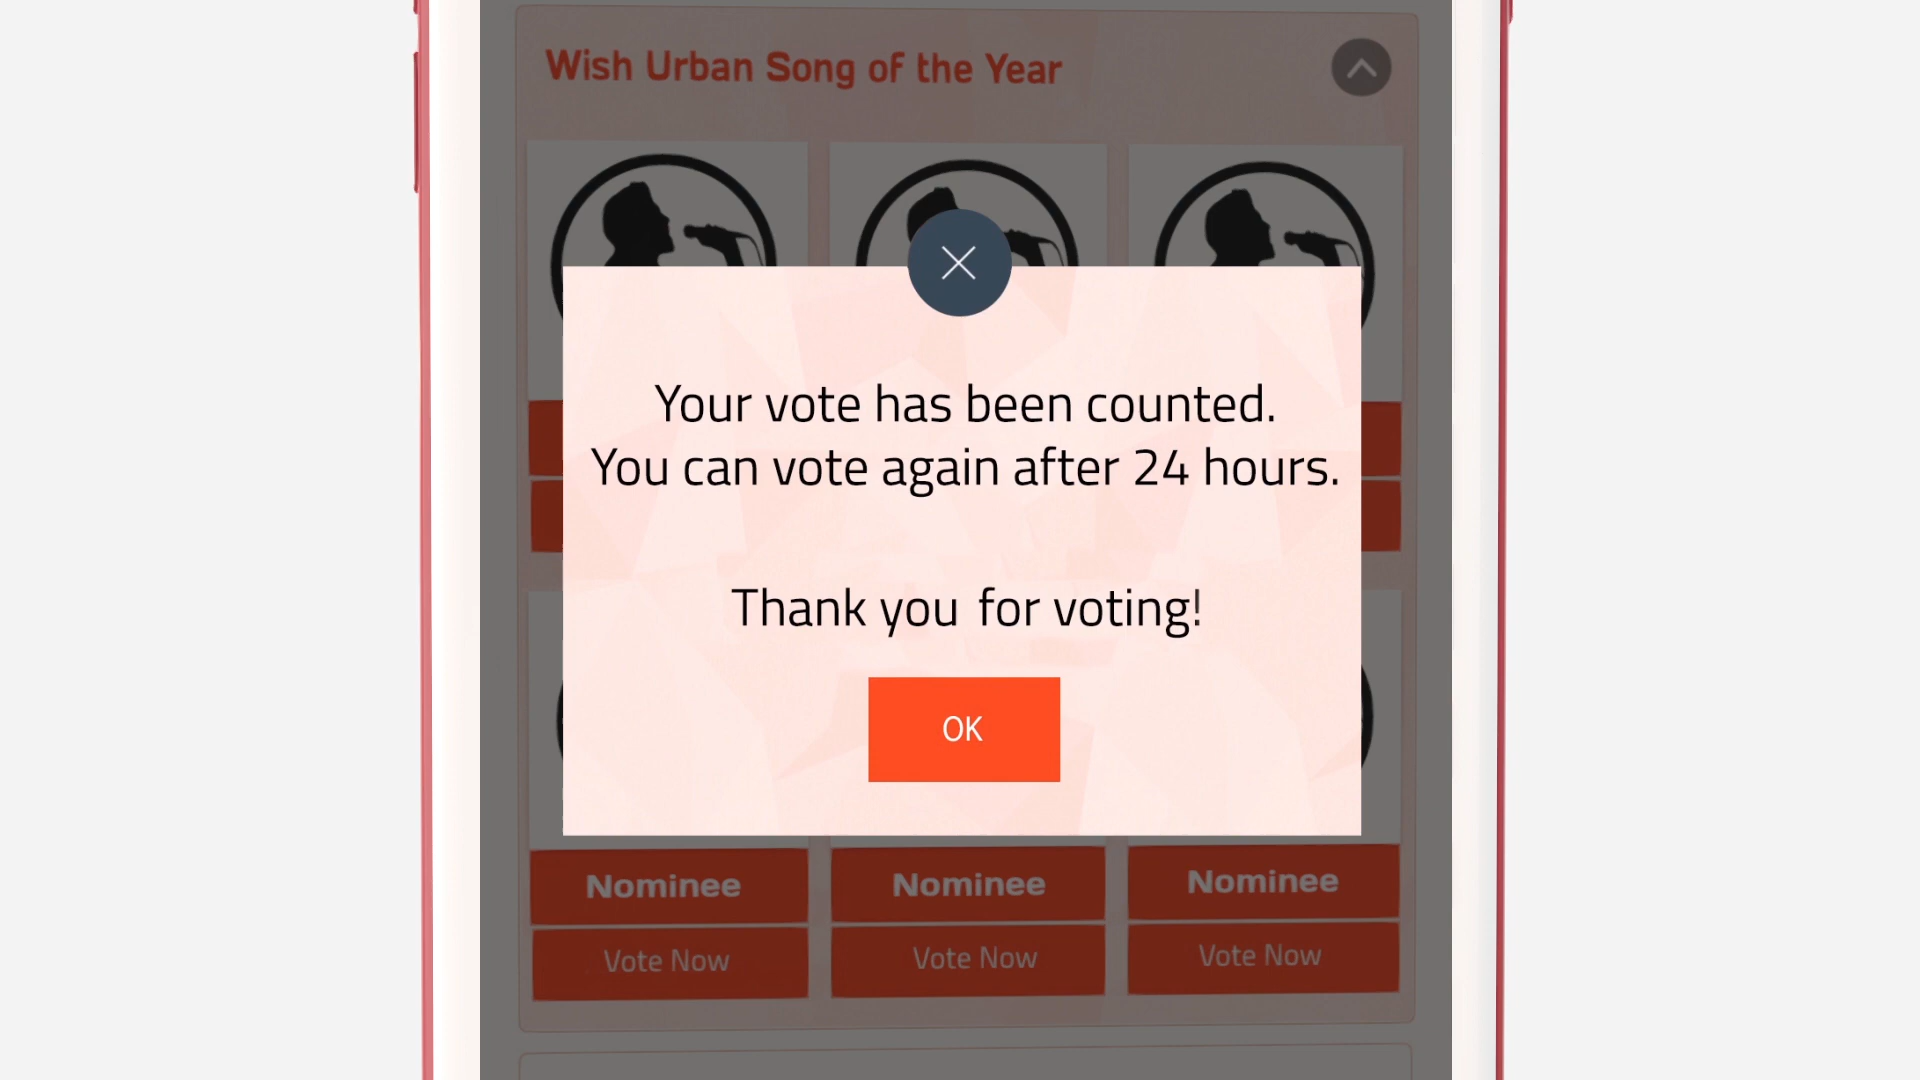 Wish Urban Song of the Year
Your vote has been counted.
You can vote again after 24 hours.
Thank you for voting!
OK
Nominee Nominee Nominee
Vote Now Vote Now Vote Now